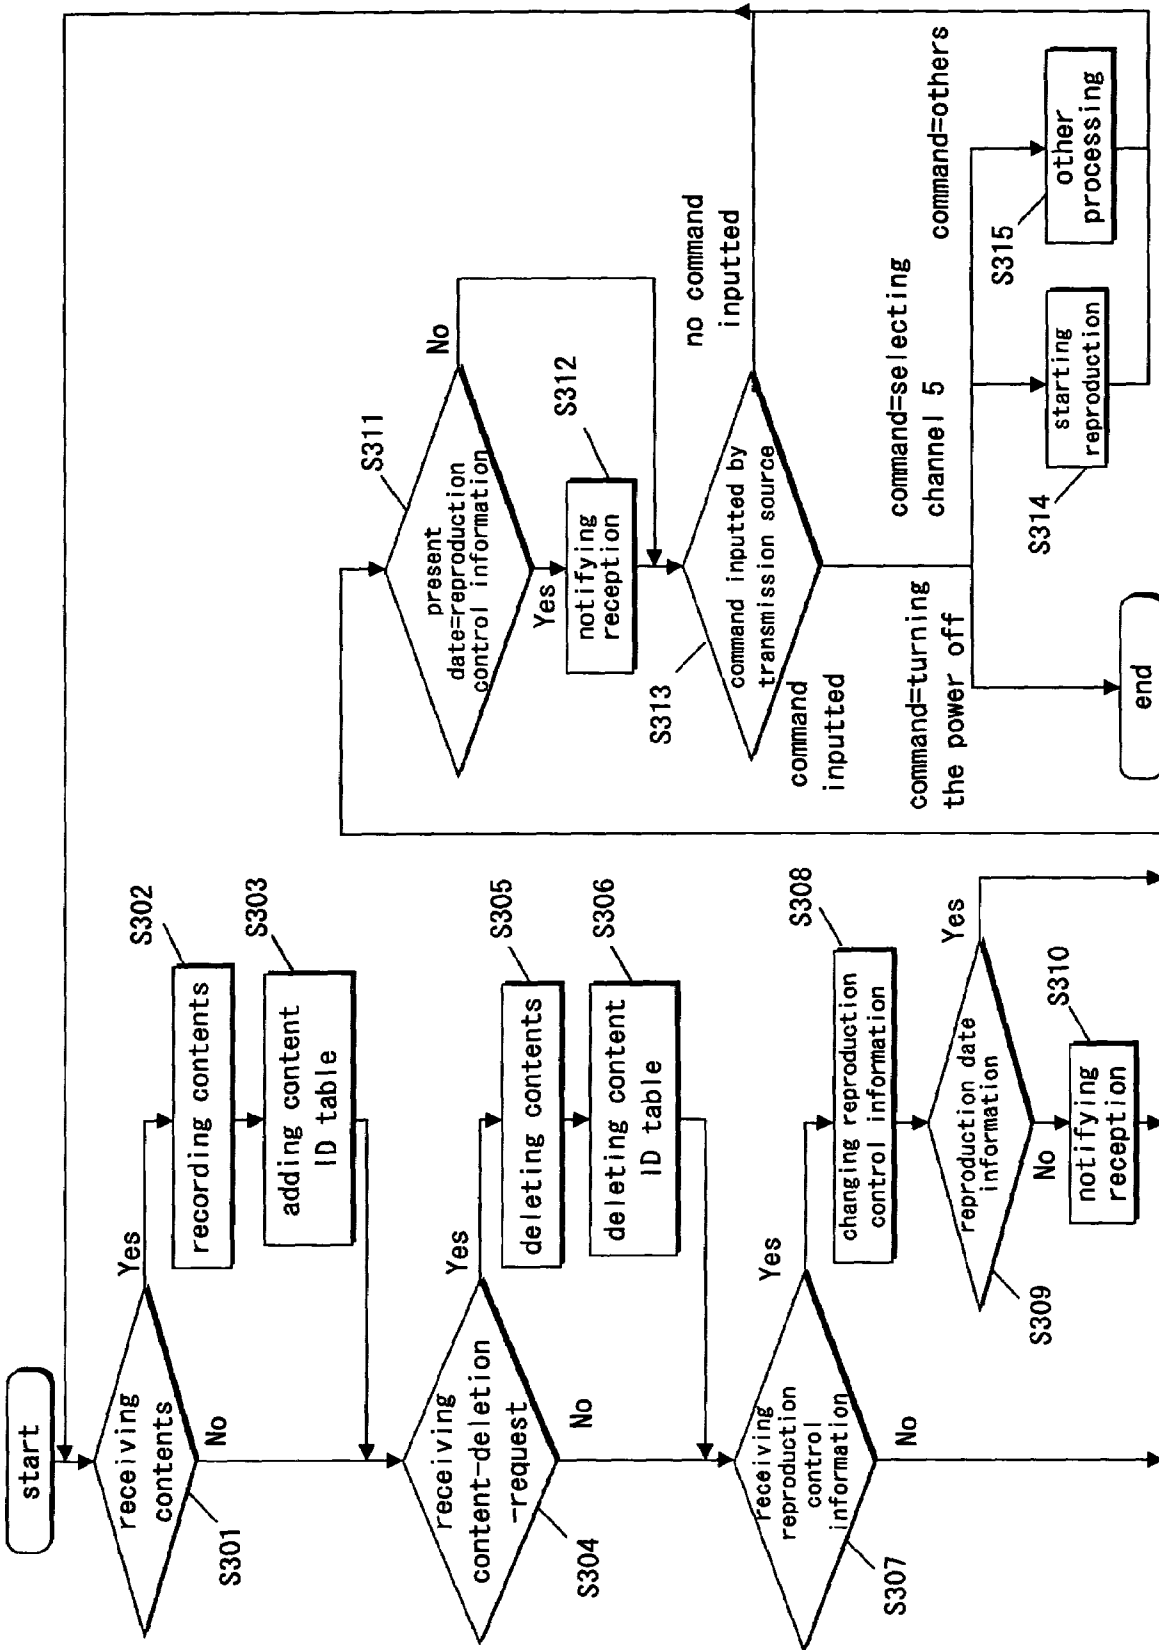 start
receiving
contents
S301
Yes
No
recording contents
S302
adding content
ID table
S303
receiving
content-deletion
-request
S304
Yes
No
deleting contents
S305
deleting content
ID table
S306
receiving
reproduction
control
information
S307
Yes
No
changing reproduction
control information
S308
reproduction date
information
S309
Yes
No
notifying
reception
S310
present
date=reproduction
control information
S311
No
Yes
notifying
reception
S312
command inputted by
transmission source
S313
no command
inputted
command
inputted
command=turning
the power off
command=selecting
channel 5
command=others
end
starting
reproduction
S314
other
processing
S315